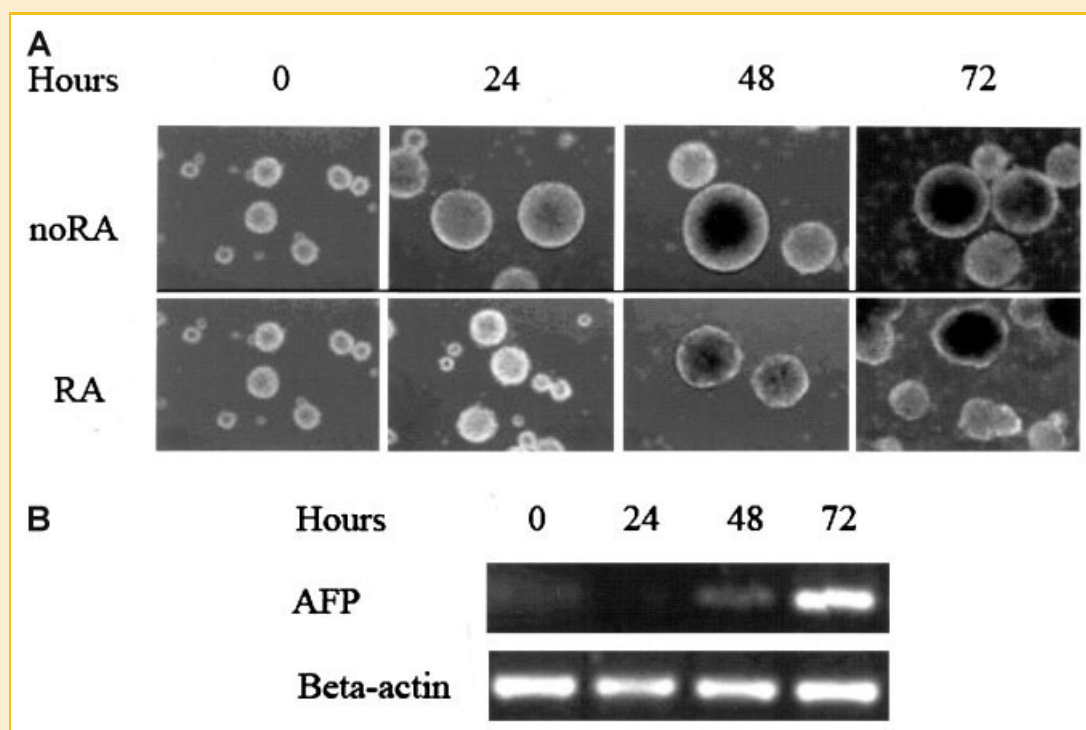 A
Hours 0 24 48 72
noRA
RA
B Hours 0 24 48 72
AFP
Beta-actin